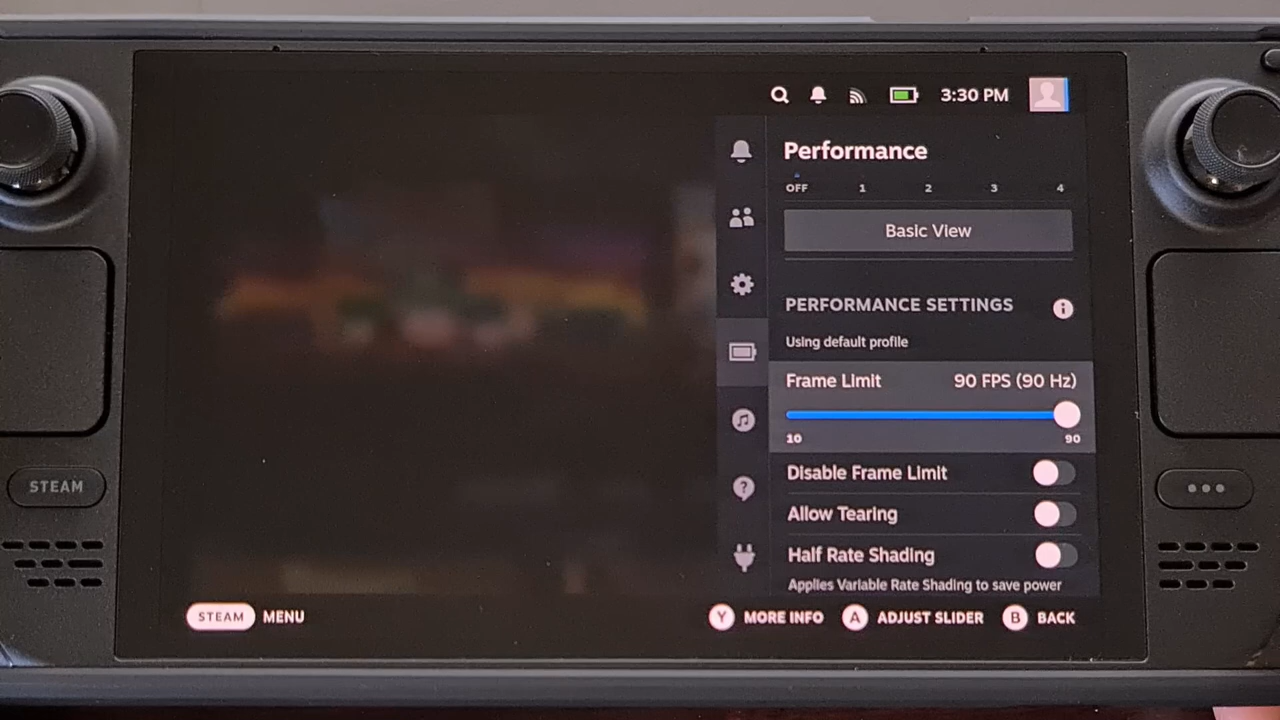 3:30 PM
Performance
OFF 1 2 3 4
Basic View
PERFORMANCE SETTINGS
Using default profile
Frame Limit 90 FPS (90 Hz)
10 90
Disable Frame Limit
Allow Tearing
Half Rate Shading
Applies Variable Rate Shading to save power
STEAM
STEAM MENU
Y MORE INFO A ADJUST SLIDER B BACK